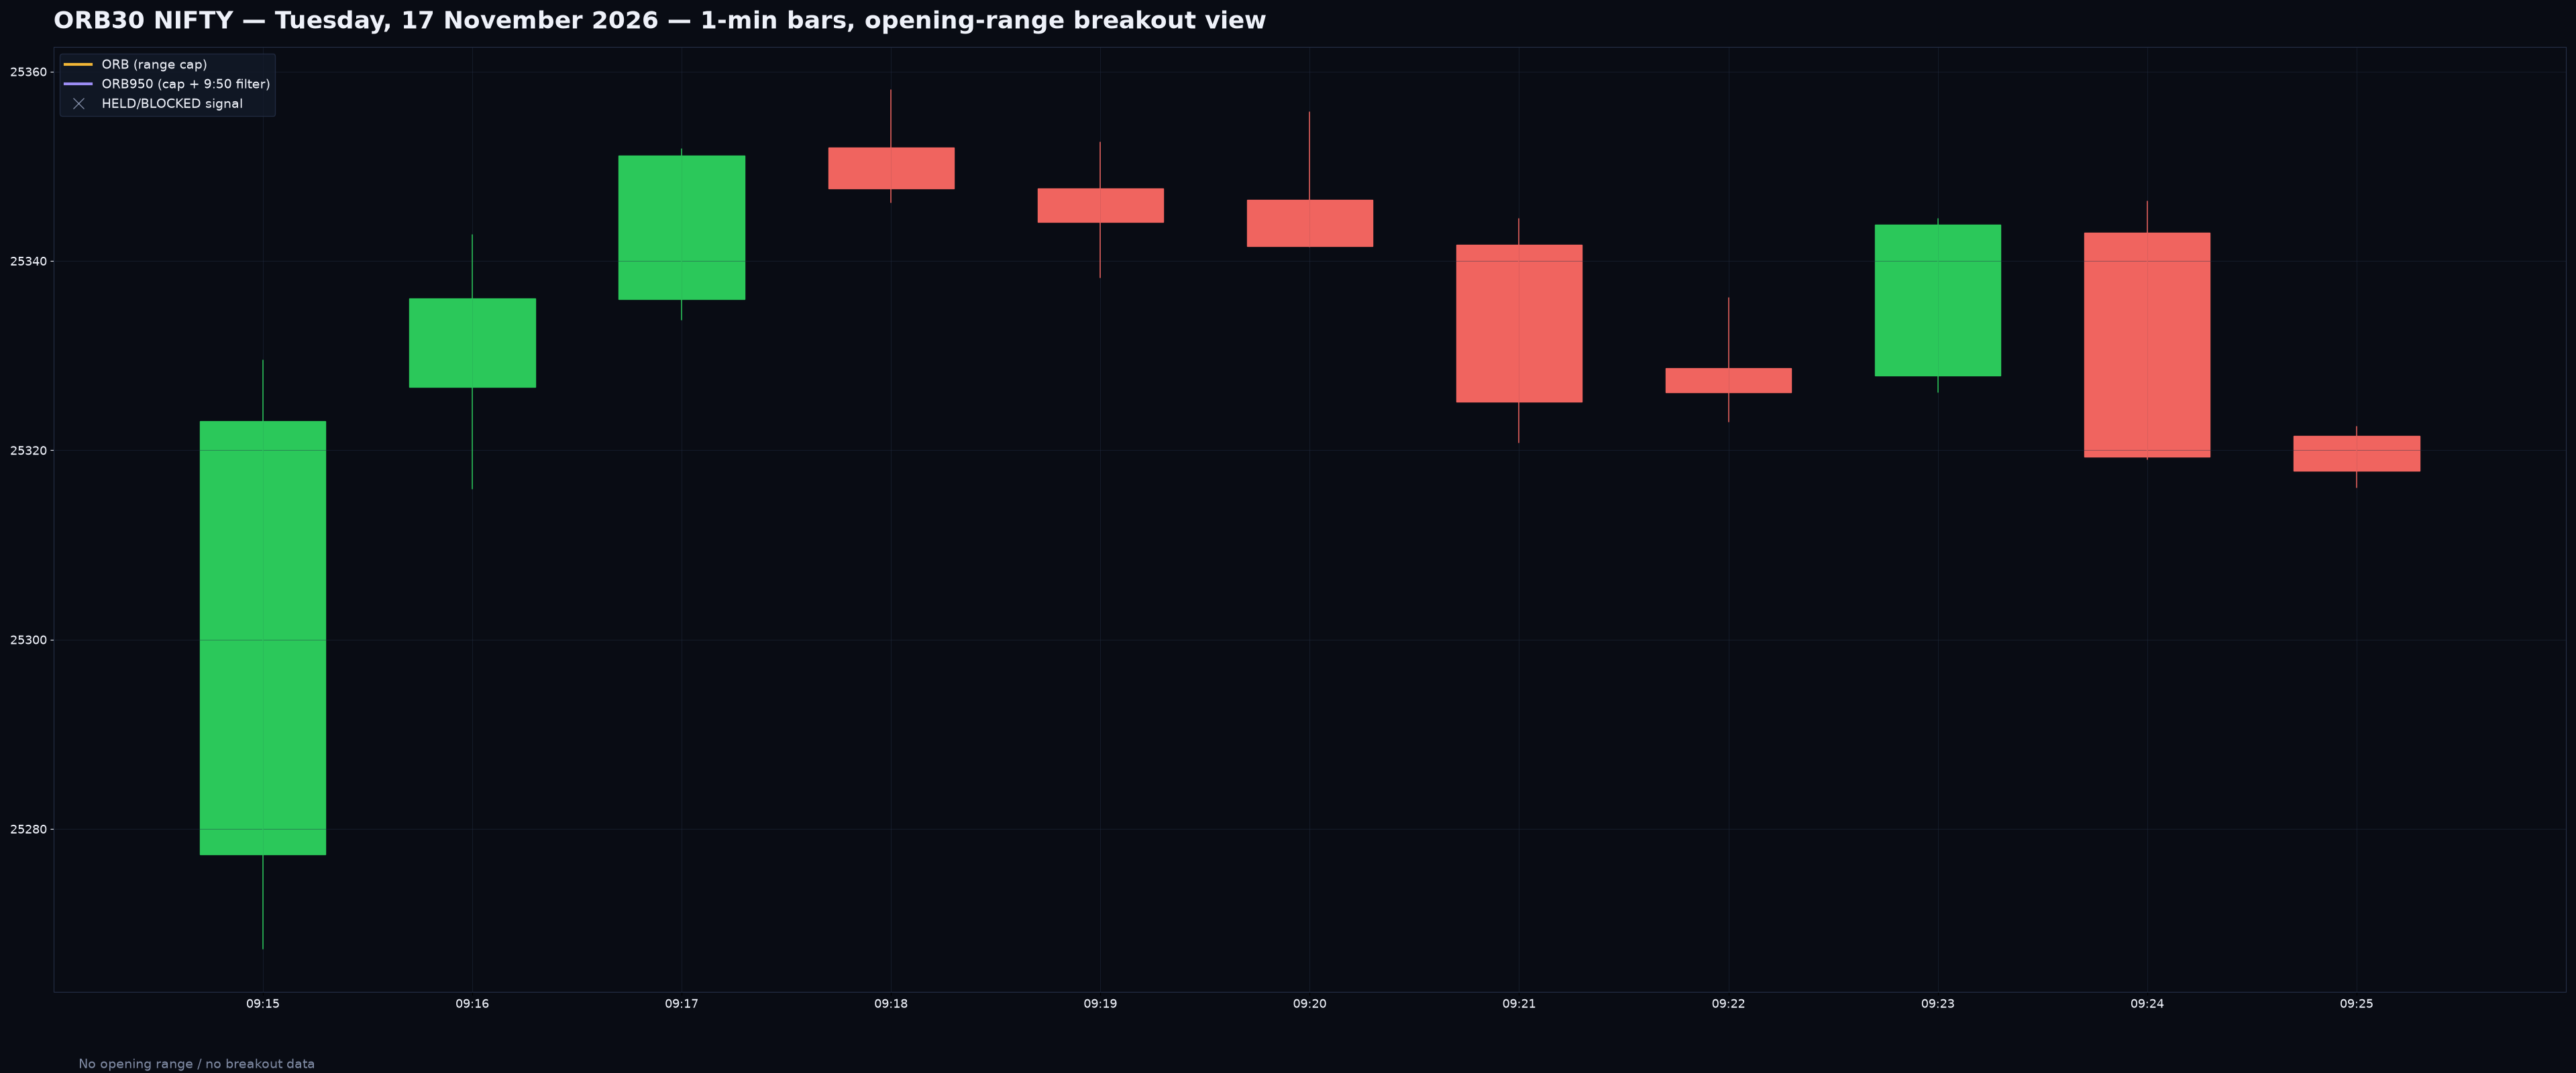 ORB30 NIFTY — Tuesday, 17 November 2026 — 1-min bars, opening-range breakout view
ORB (range cap)
ORB950 (cap + 9:50 filter)
HELD/BLOCKED signal
25360
25340
25320
25300
25280
09:15 09:16 09:17 09:18 09:19 09:20 09:21 09:22 09:23 09:24 09:25
No opening range / no breakout data